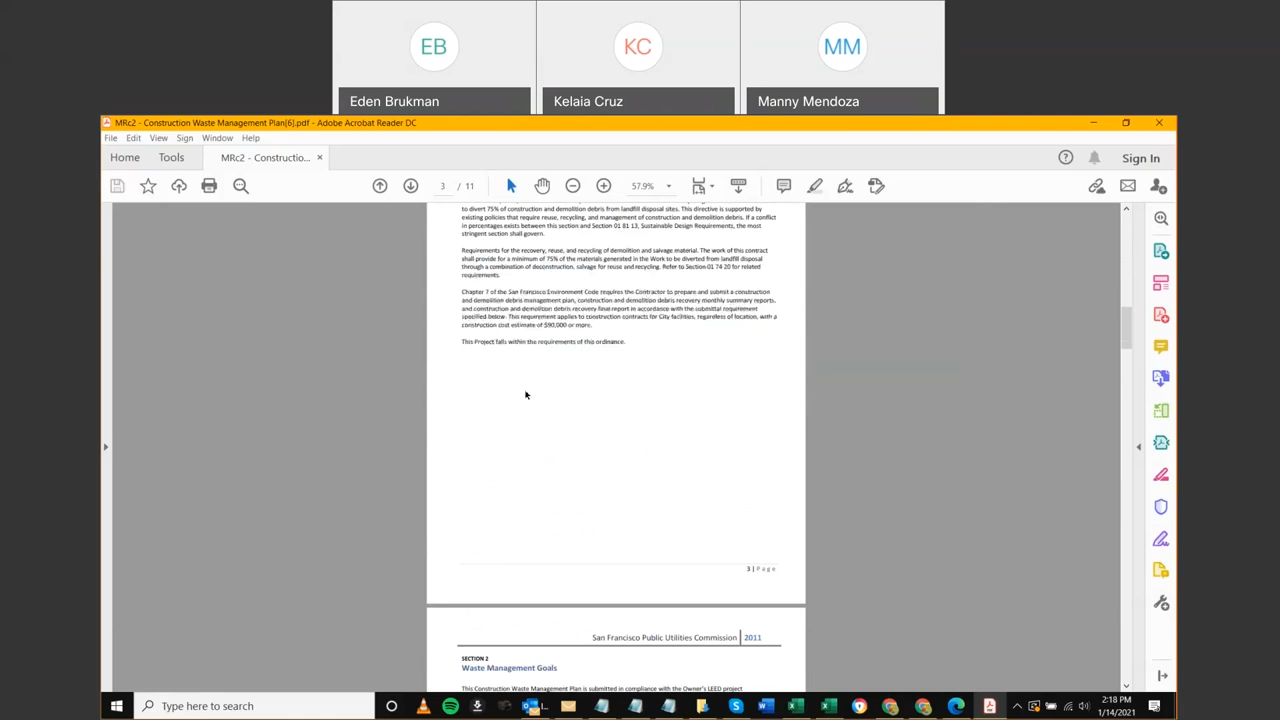 EB
KC
MM
Eden Brukman
Kelaia Cruz
Manny Mendoza
MRc2 - Construction Waste Management Plan[6].pdf - Adobe Acrobat Reader DC
File Edit View Sign Window Help
Home Tools MRc2 - Constructio... × Sign In
3 / 11 57.9%
to divert 75% of construction and demolition debris from landfill disposal sites. This directive is supported by
existing policies that require reuse, recycling, and management of construction and demolition debris. If a conflict
in percentages exists between this section and Section 01 81 13, Sustainable Design Requirements, the most
stringent section shall govern.
Requirements for the recovery, reuse, and recycling of demolition and salvage material. The work of this contract
shall provide for a minimum of 75% of the materials generated in the Work to be diverted from landfill disposal
through a combination of deconstruction, salvage for reuse and recycling. Refer to Section 01 74 20 for related
requirements.
Chapter 7 of the San Francisco Environment Code requires the Contractor to prepare and submit a construction
and demolition debris management plan, construction and demolition debris recovery monthly summary reports,
and construction and demolition debris recovery final report in accordance with the submittal requirement
specified below. This requirement applies to construction contracts for City facilities, regardless of location, with a
construction cost estimate of $90,000 or more.
This Project falls within the requirements of this ordinance.
3 | Page
San Francisco Public Utilities Commission 2011
SECTION 2
Waste Management Goals
This Construction Waste Management Plan is submitted in compliance with the Owner's LEED project
Type here to search
2:18 PM
1/14/2021